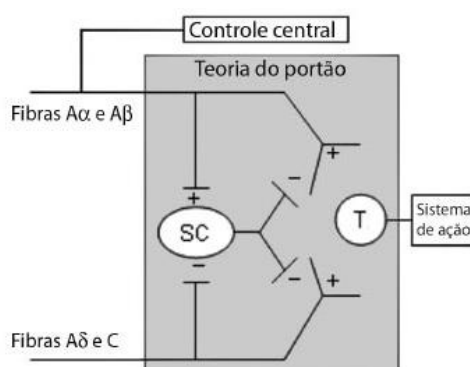 Controle central
Teoria do portão
Fibras Aα e Aβ
+
-
+
SC
T
Sistema
de ação
-
-
+
Fibras Aδ e C